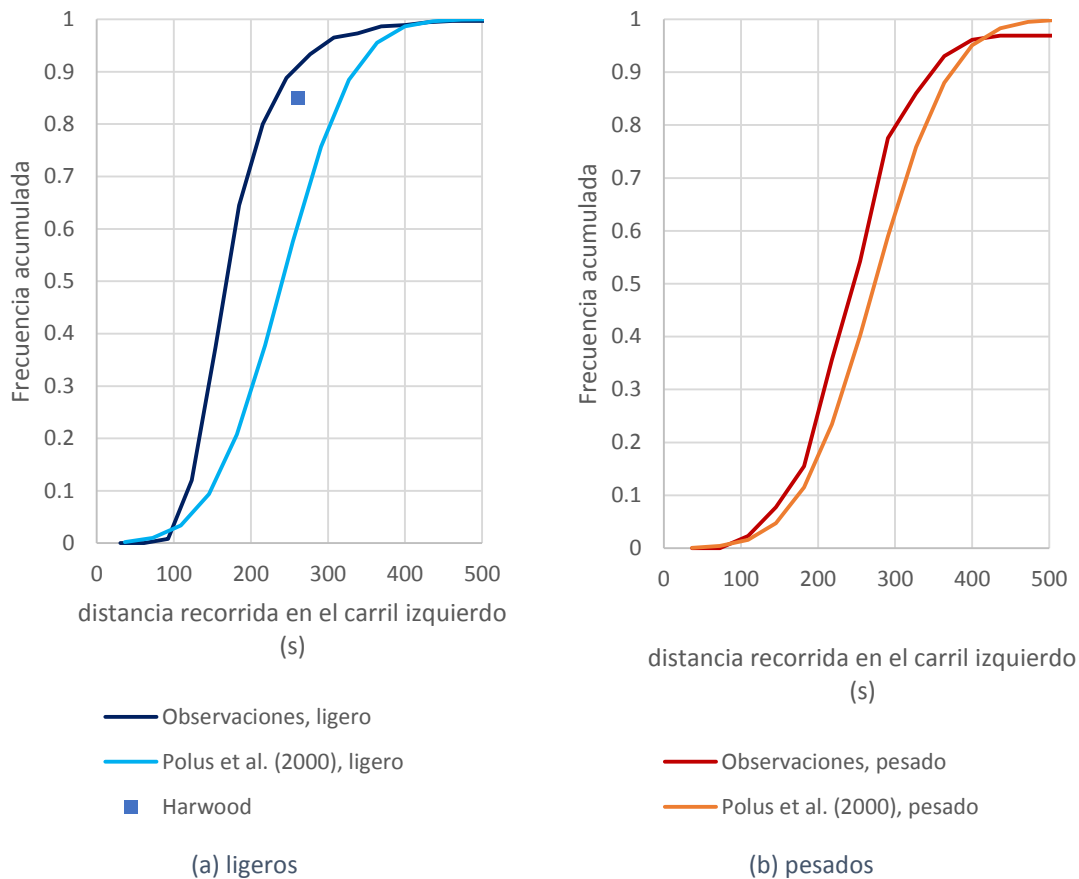 1
0.9
0.8
0.7
0.6
0.5
0.4
0.3
0.2
0.1
0
Frecuencia acumulada
0 100 200 300 400 500
distancia recorrida en el carril izquierdo
(s)
Observaciones, ligero
Polus et al. (2000), ligero
Harwood
(a) ligeros
1
0.9
0.8
0.7
0.6
0.5
0.4
0.3
0.2
0.1
0
Frecuencia acumulada
0 100 200 300 400 500
distancia recorrida en el carril izquierdo
(s)
Observaciones, pesado
Polus et al. (2000), pesado
(b) pesados